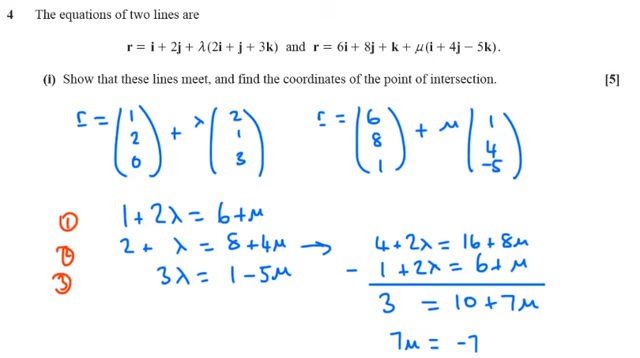 4 The equations of two lines are
r = i + 2j + λ(2i + j + 3k) and r = 6i + 8j + k + μ(i + 4j − 5k).
(i) Show that these lines meet, and find the coordinates of the point of intersection. [5]
r = (1 2 0) + λ (2 1 3) r = (6 8 1) + μ (1 4 -5)
① 1 + 2λ = 6 + μ
② 2 + λ = 8 + 4μ → 4 + 2λ = 16 + 8μ
③ 3λ = 1 − 5μ − 1 + 2λ = 6 + μ
3 = 10 + 7μ
7μ = −7